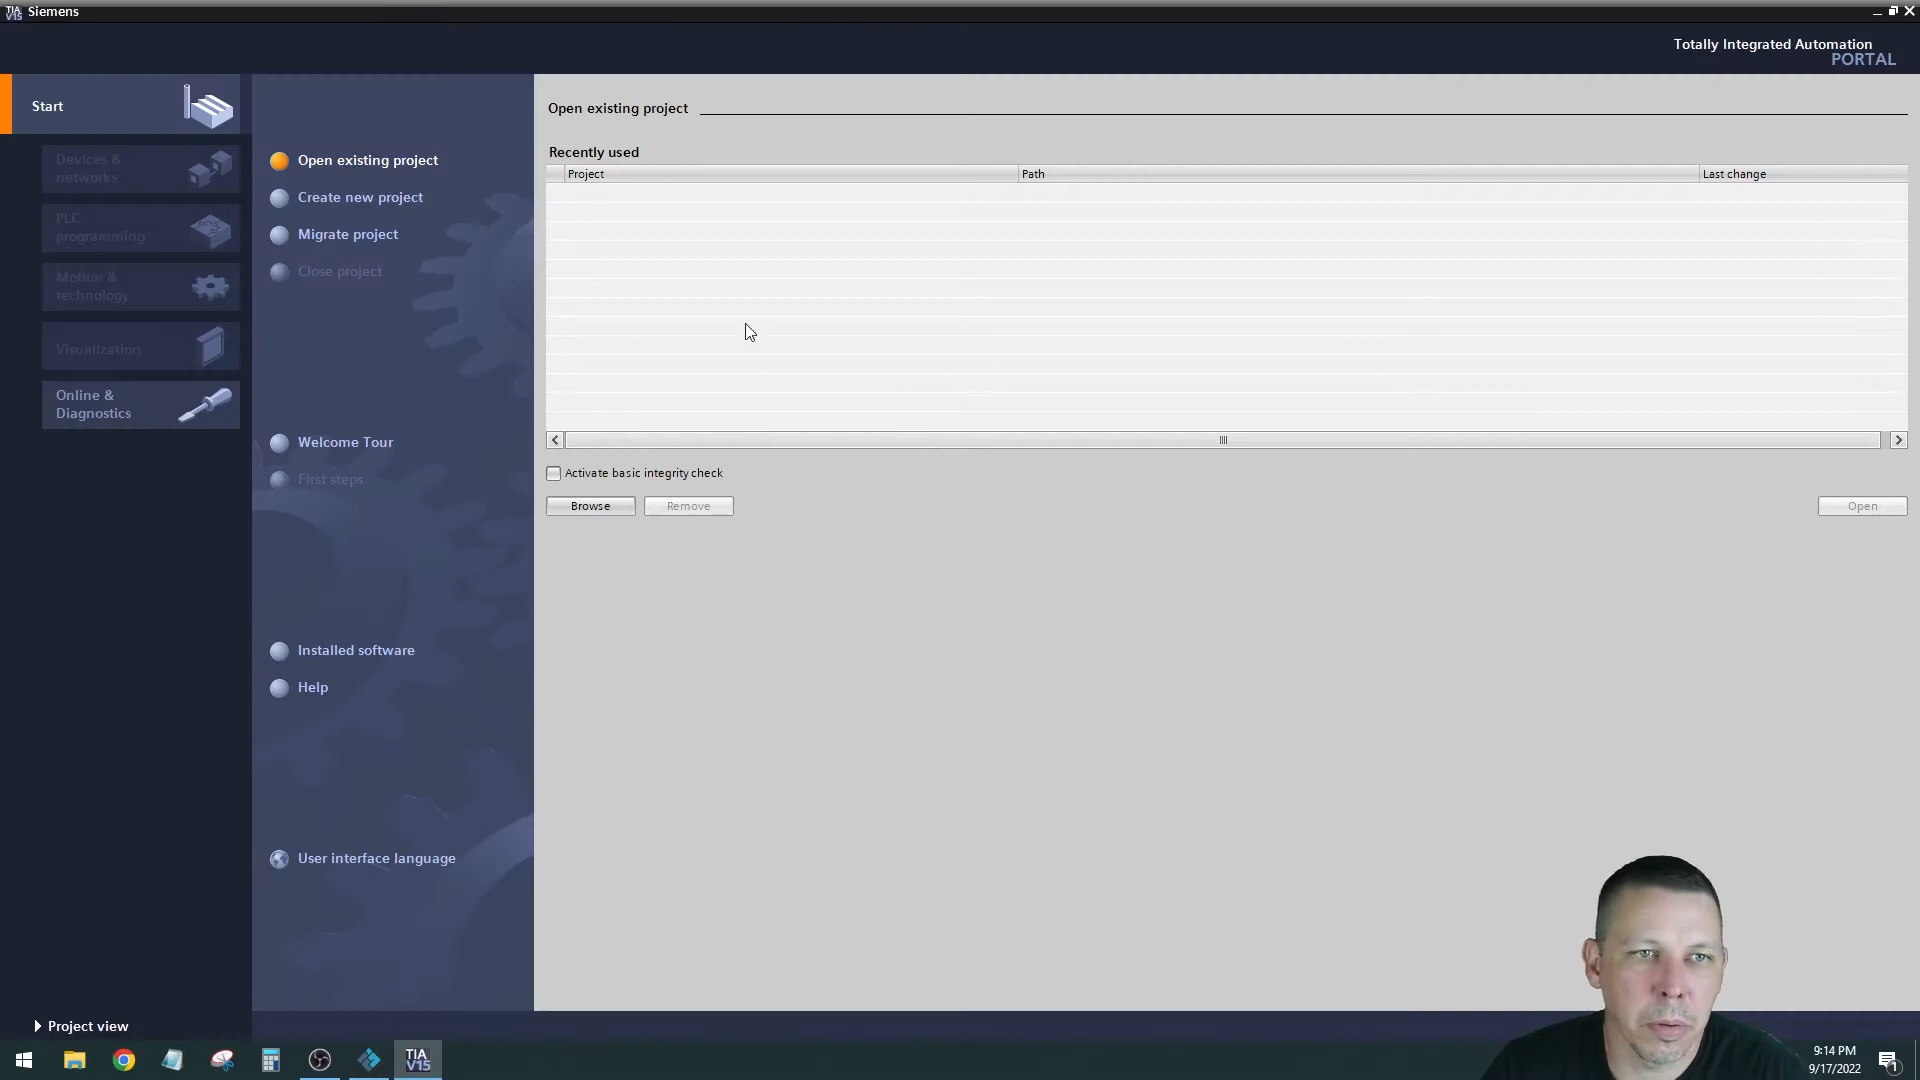 TIA
V15
Siemens
Totally Integrated Automation
PORTAL
Start
Devices &
networks
PLC
programming
Motion &
technology
Visualization
Online &
Diagnostics
Open existing project
Create new project
Migrate project
Close project
Welcome Tour
First steps
Installed software
Help
User interface language
Open existing project
Recently used
Project
Path
Last change
Activate basic integrity check
Browse
Remove
Open
Project view
TIA
V15
9:14 PM
9/17/2022
1